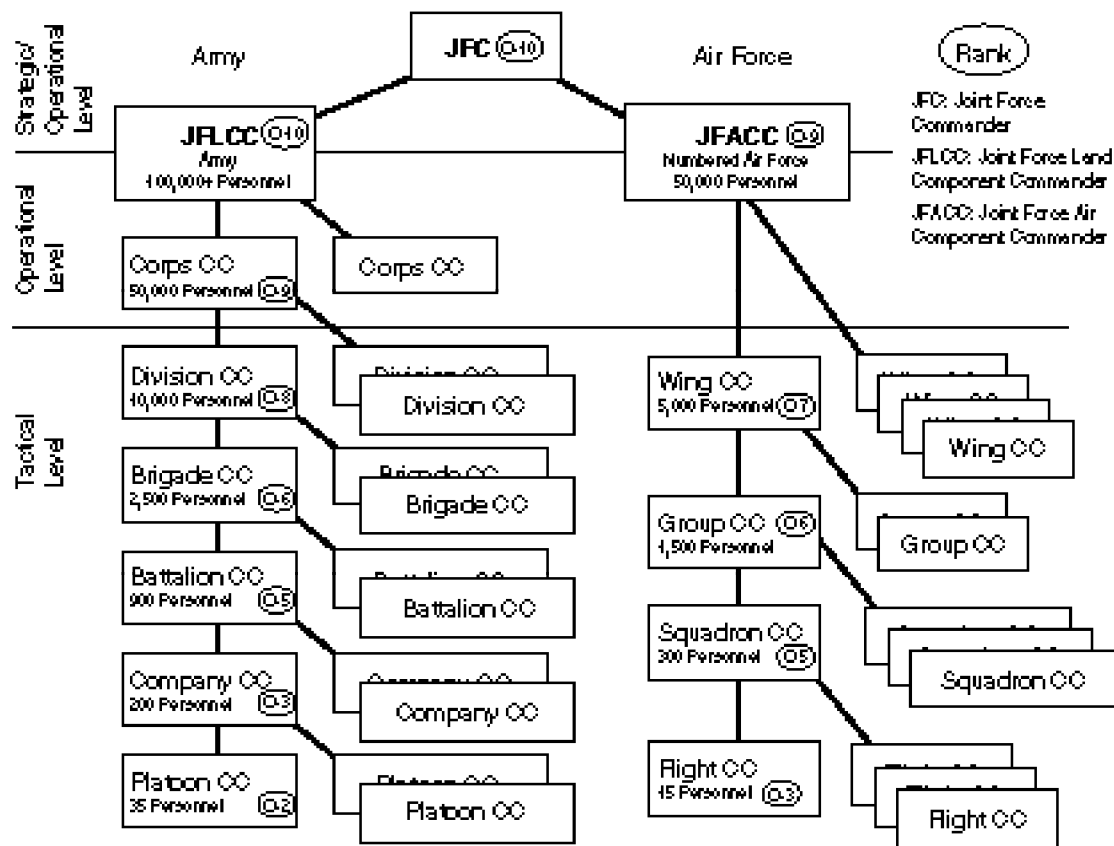 Strategic/
Operational
Level
Army
JFC O-10
Air Force
Rank
JFC: Joint Force
Commander
JFLCC: Joint Force Land
Component Commander
JFACC: Joint Force Air
Component Commander
JFLCC O-10
Army
100,000+ Personnel
JFACC O-9
Numbered Air Force
50,000 Personnel
Operational
Level
Corps CC
50,000 Personnel O-9
Corps CC
Tactical
Level
Division CC
10,000 Personnel O-8
Division CC
Wing CC
5,000 Personnel O7
Wing CC
Brigade CC
2,500 Personnel O-6
Brigade CC
Group CC O6
1,500 Personnel
Group CC
Battalion CC
900 Personnel O-5
Battalion CC
Squadron CC
300 Personnel O5
Squadron CC
Company CC
200 Personnel O-3
Company CC
Platoon CC
35 Personnel O-2
Platoon CC
Flight CC
15 Personnel O-3
Flight CC